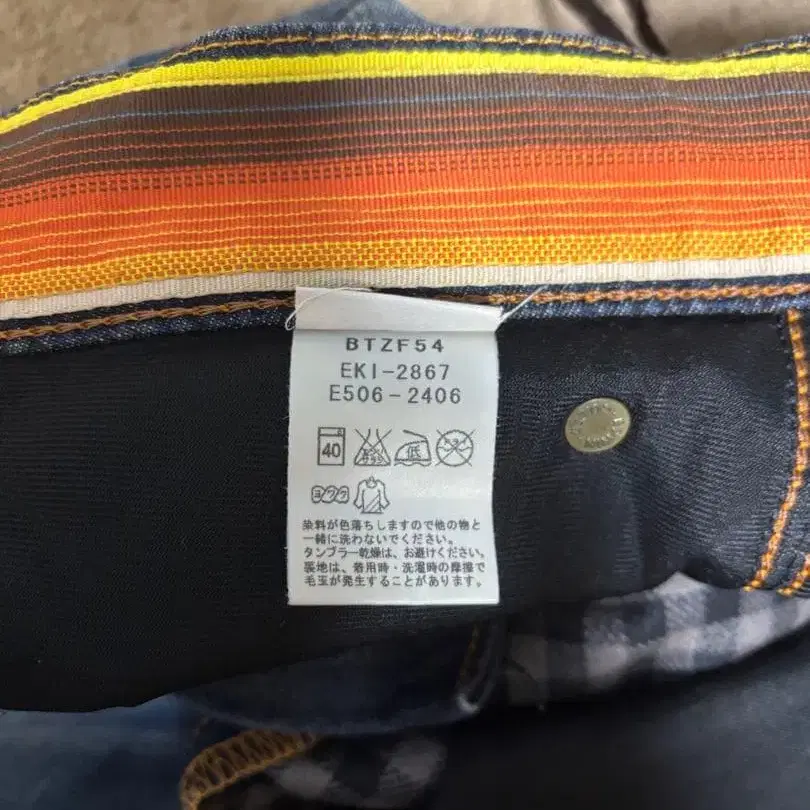 BTZF54
EKI-2867
E506-2406
40 低
ヨワク
染料が色落ちしますので他の物と
一緒に洗わないでください。
タンブラー乾燥は、お避けください。
裏地は、着用時・洗濯時の摩擦で
毛玉が発生することがあります。